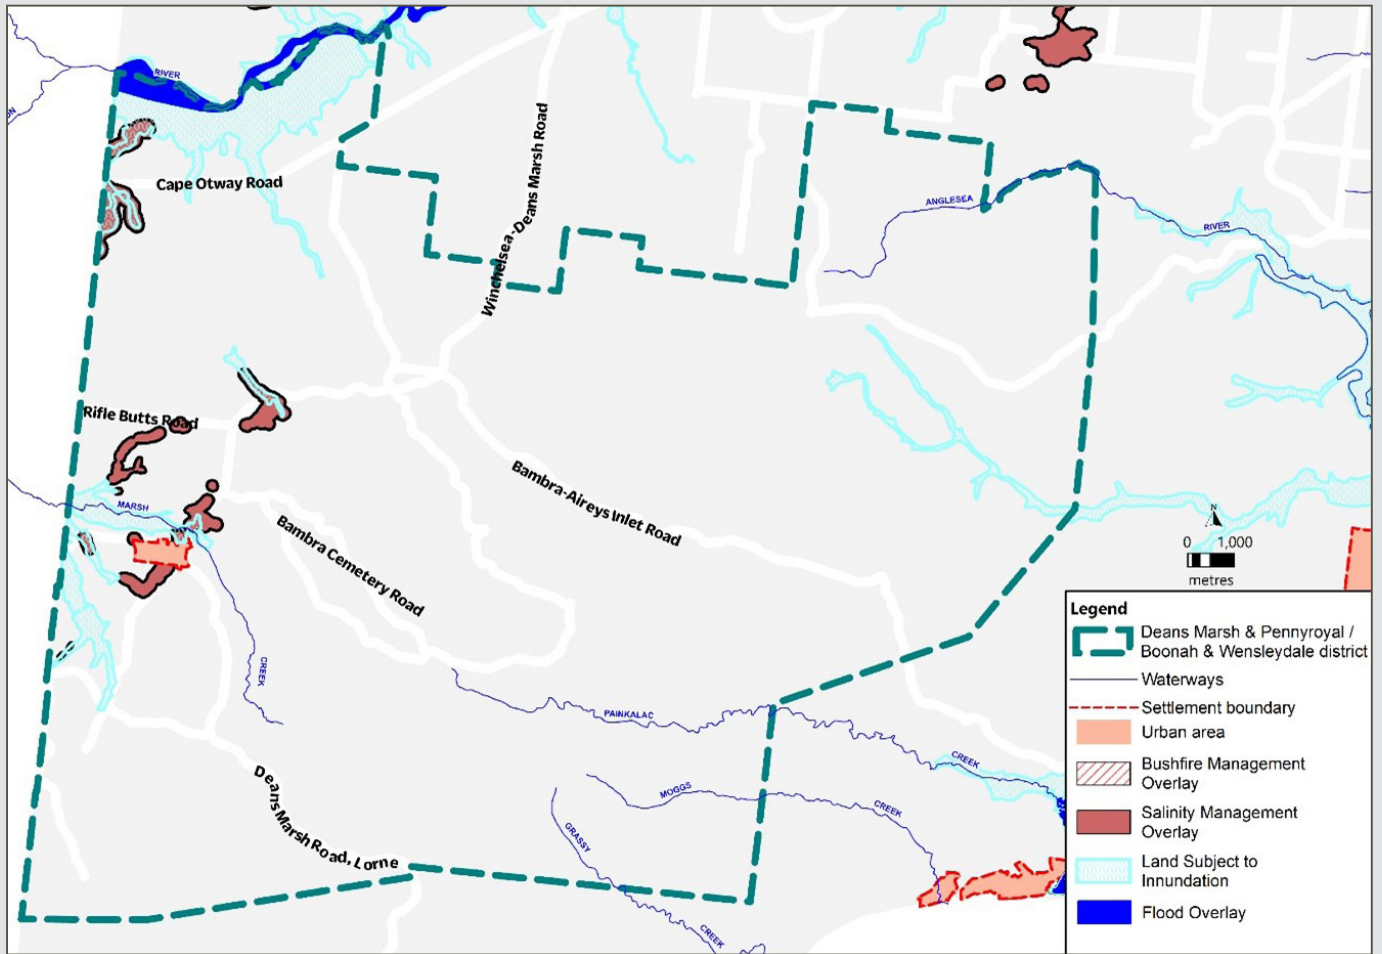 RIVER
Cape Otway Road
Winchelsea-Deans Marsh Road
ANGLESEA
RIVER
Rifle Butts Road
MARSH
Bambra-Aireys Inlet Road
Bambra Cemetery Road
CREEK
PAINKALAC
CREEK
MOGGS
CREEK
GRASSY
CREEK
Deans Marsh Road, Lorne
N
0 1,000
metres
Legend
Deans Marsh & Pennyroyal /
Boonah & Wensleydale district
Waterways
Settlement boundary
Urban area
Bushfire Management
Overlay
Salinity Management
Overlay
Land Subject to
Innundation
Flood Overlay